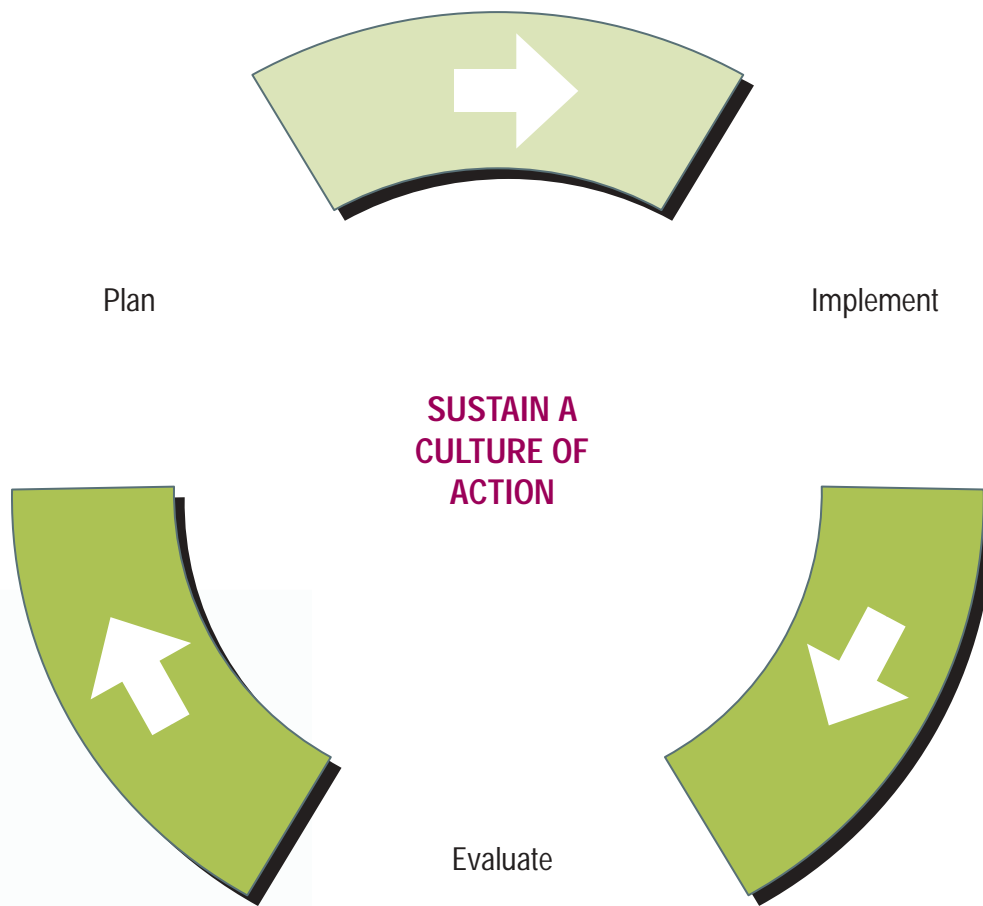 Plan
Implement
SUSTAIN A
CULTURE OF
ACTION
Evaluate